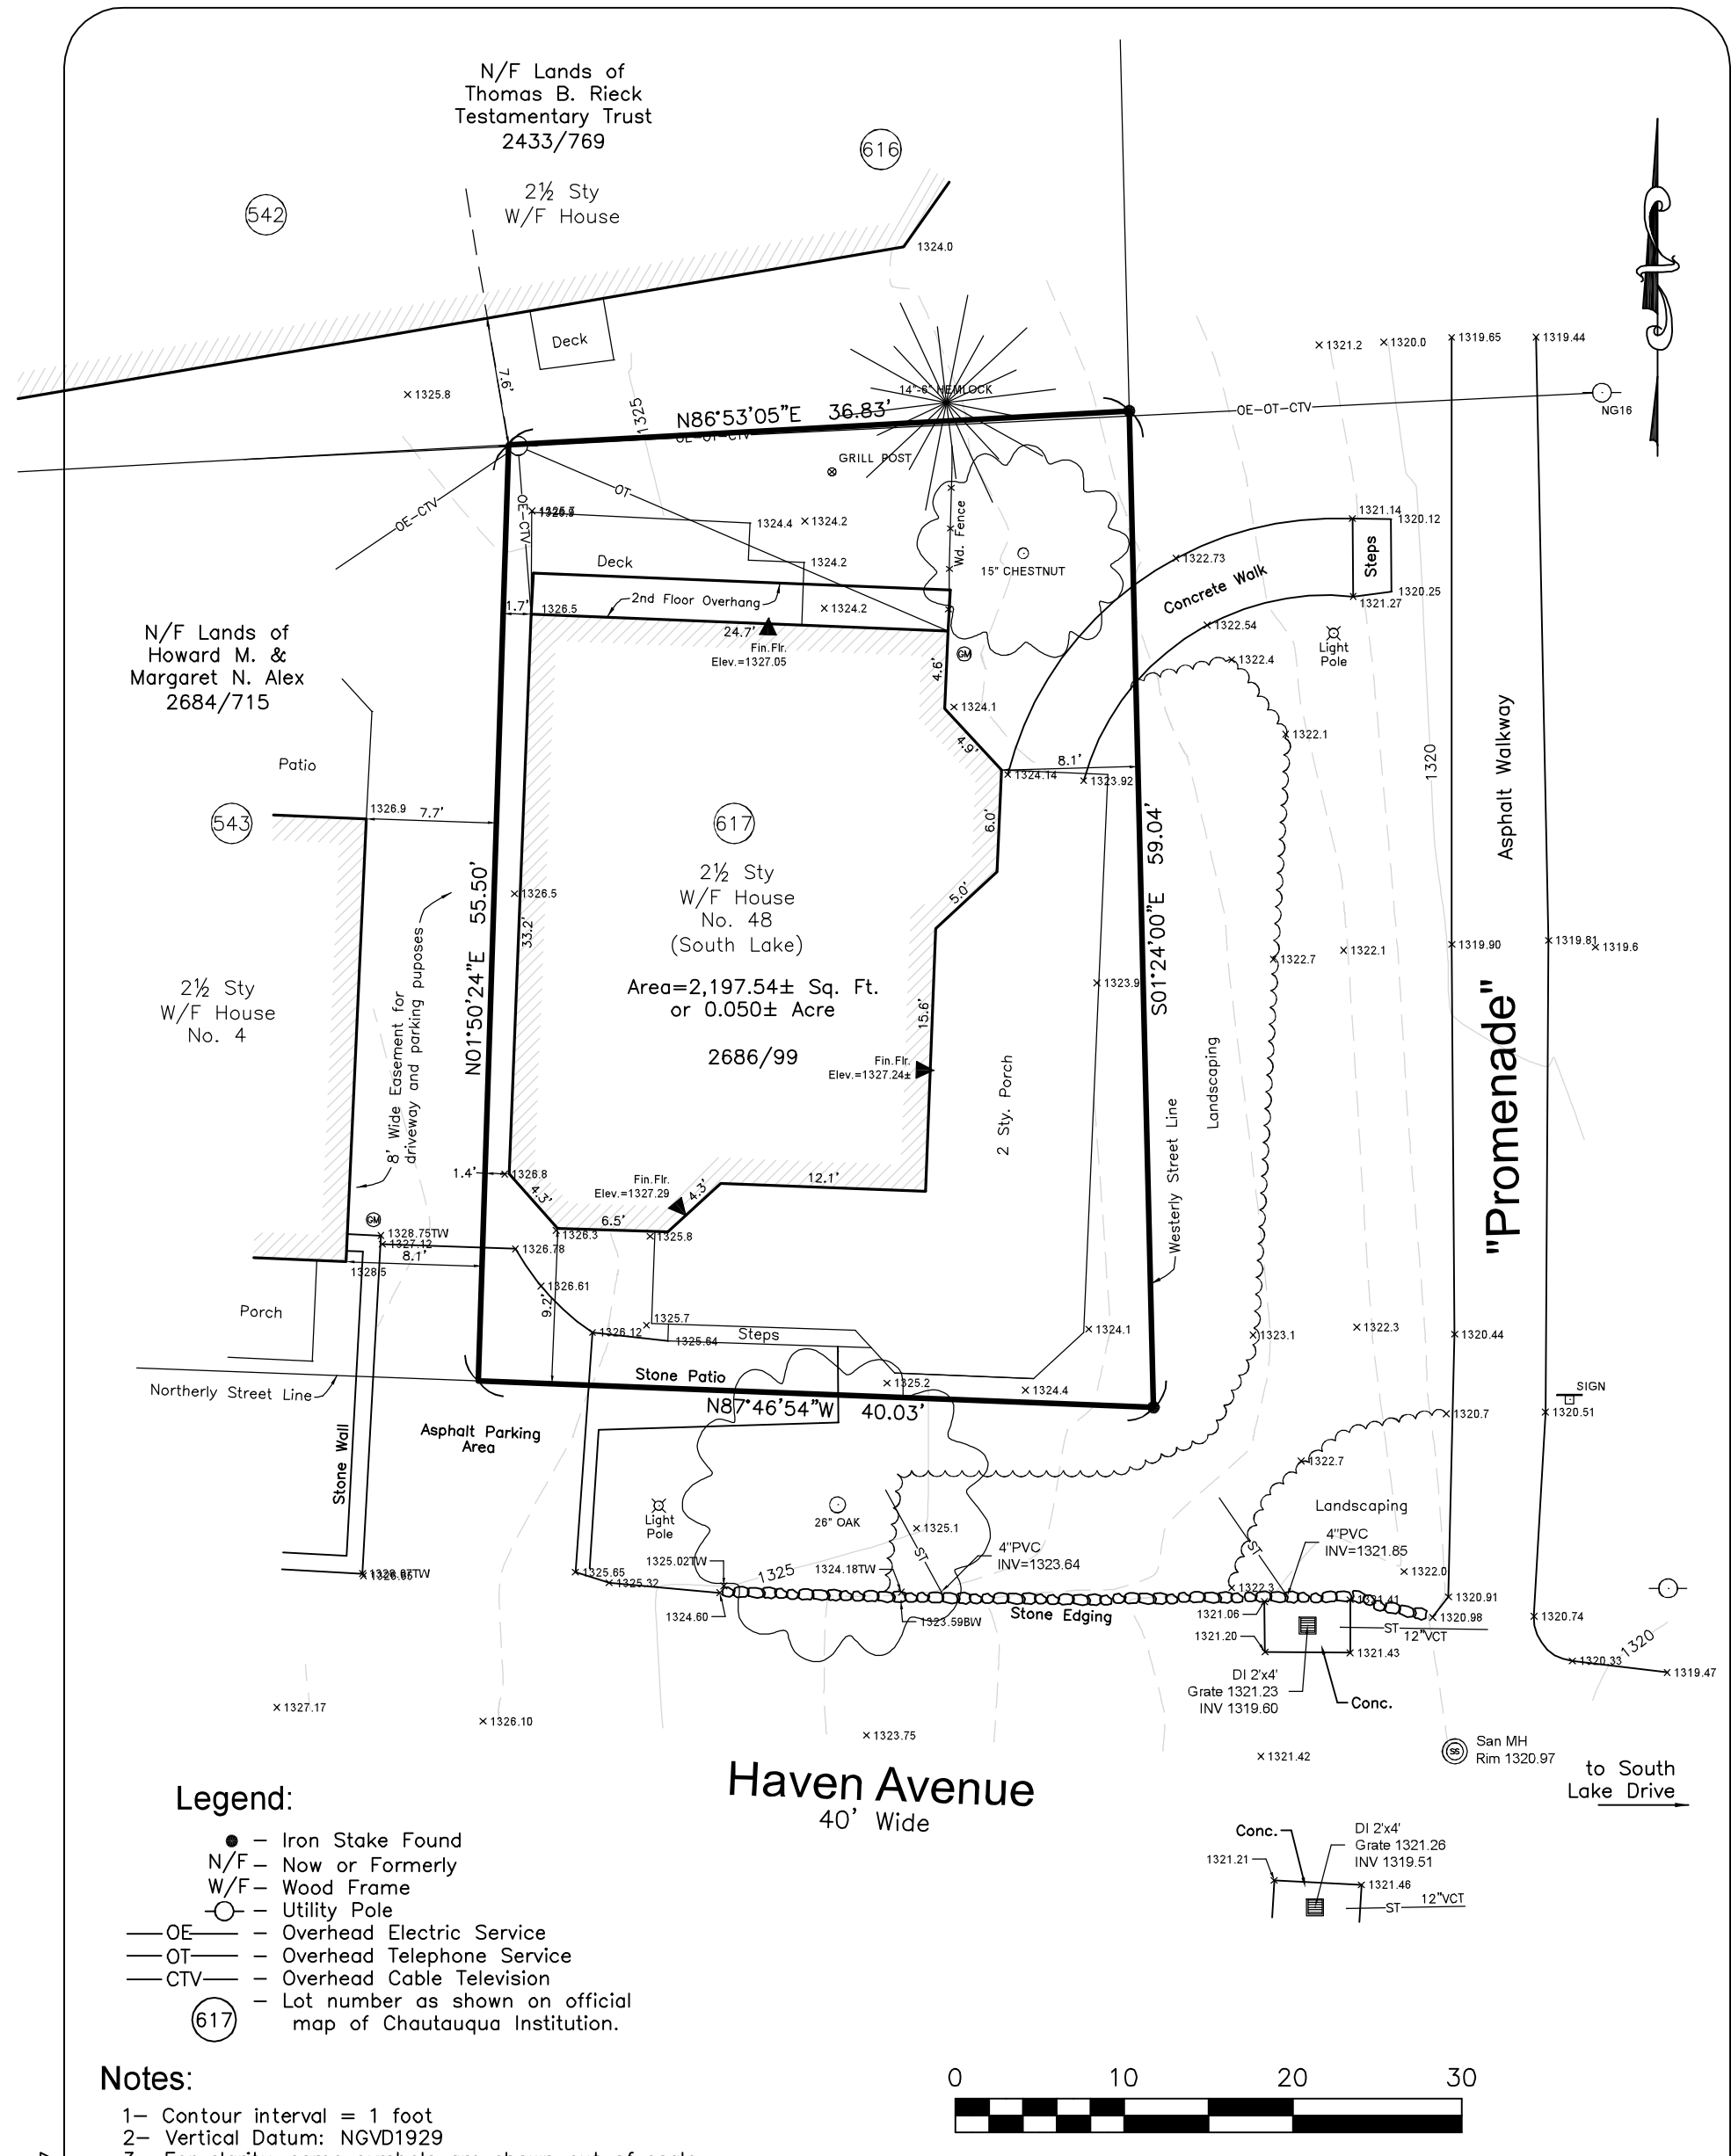 N/F Lands of
Thomas B. Rieck
Testamentary Trust
2433/769
616
542
2½ Sty
W/F House
1324.0
Deck
7.6'
1325.8
1325
14"-6" HEMLOCK
1321.2
1320.0
1319.65
1319.44
NG16
OE-OT-CTV
N86°53'05"E 36.83'
OE-OT-CTV
GRILL POST
OE-CTV
OE-CTV
OT
1324.4
1324.2
1324.2
Wd. Fence
15" CHESTNUT
1322.73
1321.14
1320.12
Steps
1320.25
1321.27
Concrete Walk
1322.54
Light
Pole
Deck
2nd Floor Overhang
1.7'
1326.5
1324.2
24.7'
Fin.Flr.
Elev.=1327.05
GM
4.6'
1322.4
N/F Lands of
Howard M. &
Margaret N. Alex
2684/715
1324.1
4.9'
8.1'
1324.14
1323.92
1322.1
1320
Asphalt Walkway
Patio
1326.9
7.7'
543
617
6.0'
59.04'
S01°24'00"E
55.50'
N01°50'24"E
2½ Sty
W/F House
No. 48
(South Lake)
5.0'
1326.5
33.2'
Area=2,197.54± Sq. Ft.
or 0.050± Acre
2686/99
1323.9
1322.7
1322.1
1319.90
1319.81
1319.6
2½ Sty
W/F House
No. 4
8' Wide Easement for
driveway and parking puposes
15.6'
Fin.Flr.
Elev.=1327.24±
2 Sty. Porch
Landscaping
Westerly Street Line
"Promenade"
1.4'
1326.8
4.3'
Fin.Flr.
Elev.=1327.29
4.3'
12.1'
6.5'
1326.3
1325.8
GM
1328.75TW
1327.12
8.1'
1328.5
1326.78
1326.61
9.2'
Porch
1325.7
1326.12
1325.64
Steps
1324.1
1323.1
1322.3
1320.44
Northerly Street Line
Stone Patio
1325.2
1324.4
N87°46'54"W 40.03'
SIGN
1320.7
1320.51
Asphalt Parking
Area
Stone Wall
1322.7
Landscaping
Light
Pole
26" OAK
1325.1
ST
4"PVC
INV=1323.64
ST
4"PVC
INV=1321.85
1325.65
1325.32
1325.02TW
1325
1324.18TW
1322.3
1322.0
1320.91
1324.60
1323.59BW
Stone Edging
1321.06
1321.41
1320.98
1320.74
1321.20
1321.43
ST
12"VCT
1320.33
1320
1319.47
DI 2'x4'
Grate 1321.23
INV 1319.60
Conc.
1327.17
1326.10
1323.75
1321.42
SS
San MH
Rim 1320.97
Haven Avenue
40' Wide
to South
Lake Drive
Conc.
DI 2'x4'
Grate 1321.26
INV 1319.51
1321.21
1321.46
ST
12"VCT
Legend:
– Iron Stake Found
N/F – Now or Formerly
W/F – Wood Frame
– Utility Pole
OE – Overhead Electric Service
OT – Overhead Telephone Service
CTV – Overhead Cable Television
617 – Lot number as shown on official
map of Chautauqua Institution.
Notes:
1– Contour interval = 1 foot
2– Vertical Datum: NGVD1929
0 10 20 30